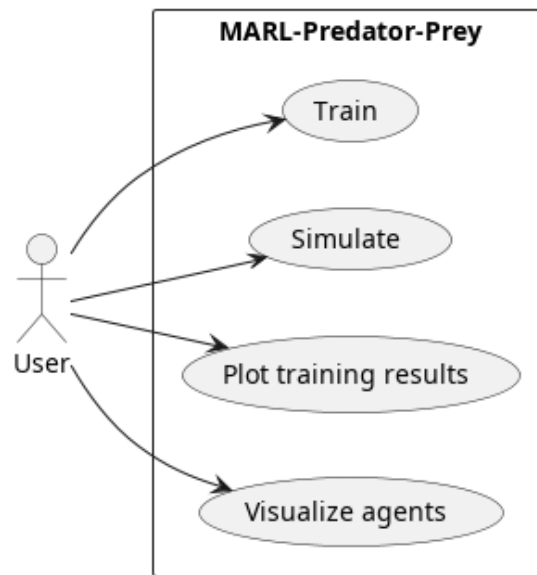 MARL-Predator-Prey
Train
Simulate
User
Plot training results
Visualize agents